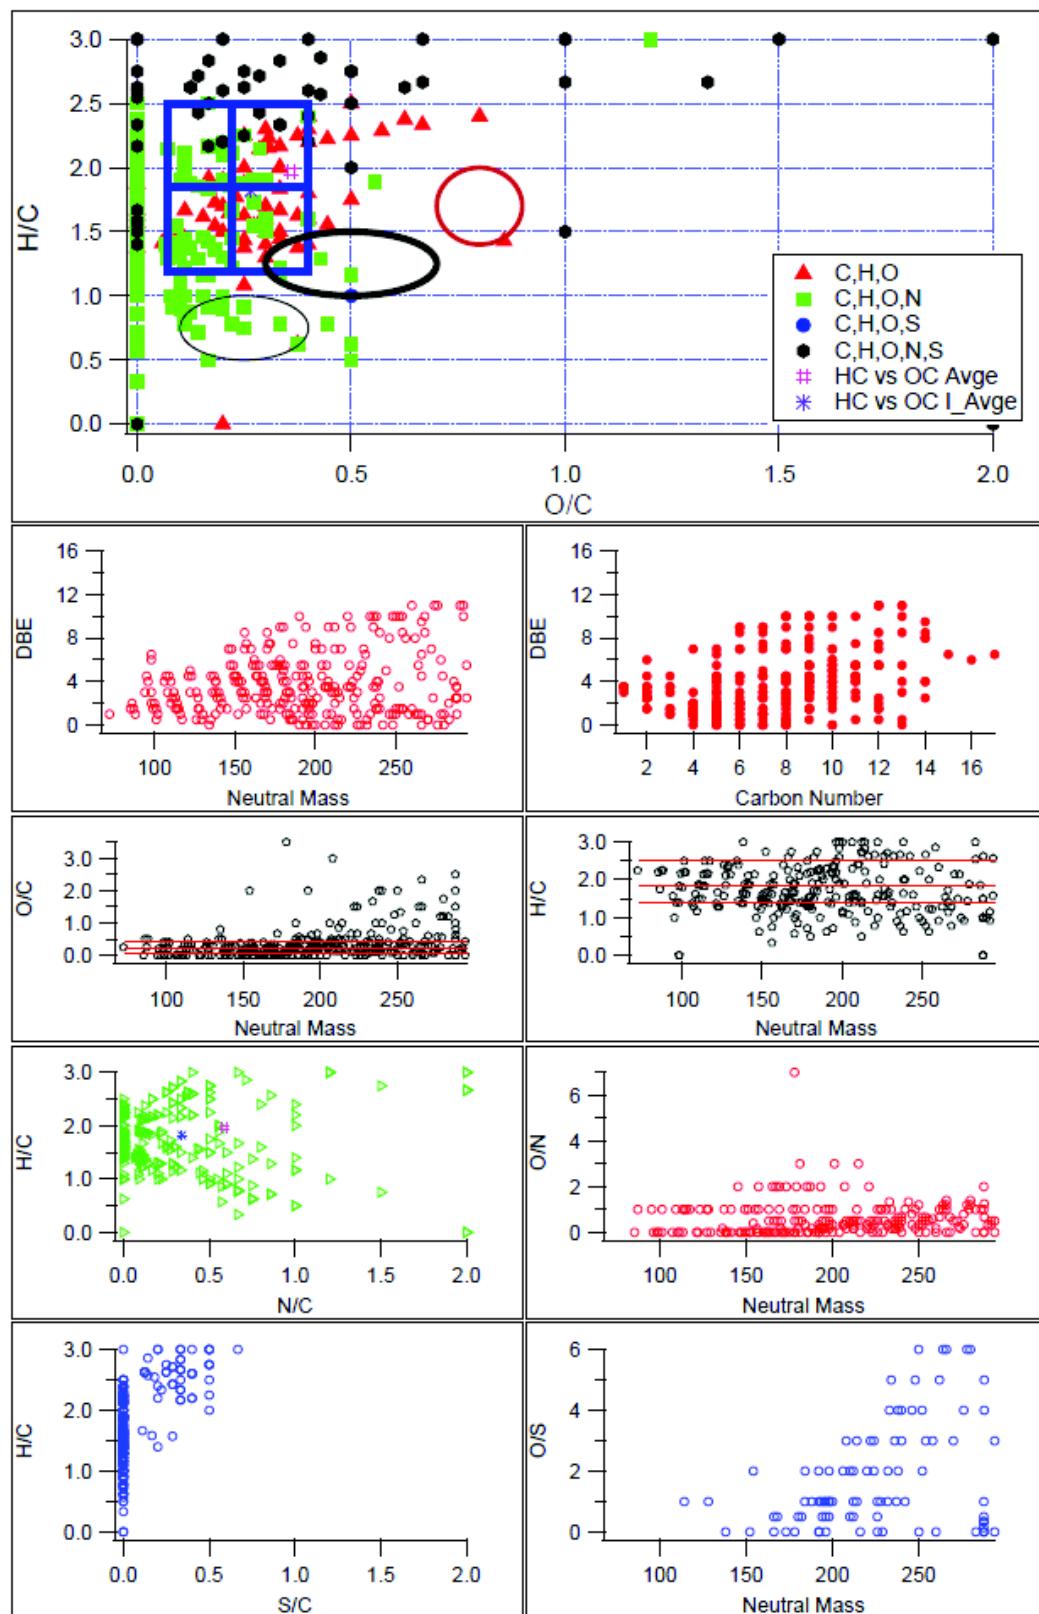 3.0
2.5
2.0
1.5
1.0
0.5
0.0
H/C
0.0 0.5 1.0 1.5 2.0
O/C
C,H,O
C,H,O,N
C,H,O,S
C,H,O,N,S
HC vs OC Avge
HC vs OC I_Avge
16
12
8
4
0
DBE
100 150 200 250
Neutral Mass
16
12
8
4
0
DBE
2 4 6 8 10 12 14 16
Carbon Number
3.0
2.0
1.0
0.0
O/C
100 150 200 250
Neutral Mass
3.0
2.0
1.0
0.0
H/C
100 150 200 250
Neutral Mass
3.0
2.0
1.0
0.0
H/C
0.0 0.5 1.0 1.5 2.0
N/C
6
4
2
0
O/N
100 150 200 250
Neutral Mass
3.0
2.0
1.0
0.0
H/C
0.0 0.5 1.0 1.5 2.0
S/C
6
4
2
0
O/S
100 150 200 250
Neutral Mass